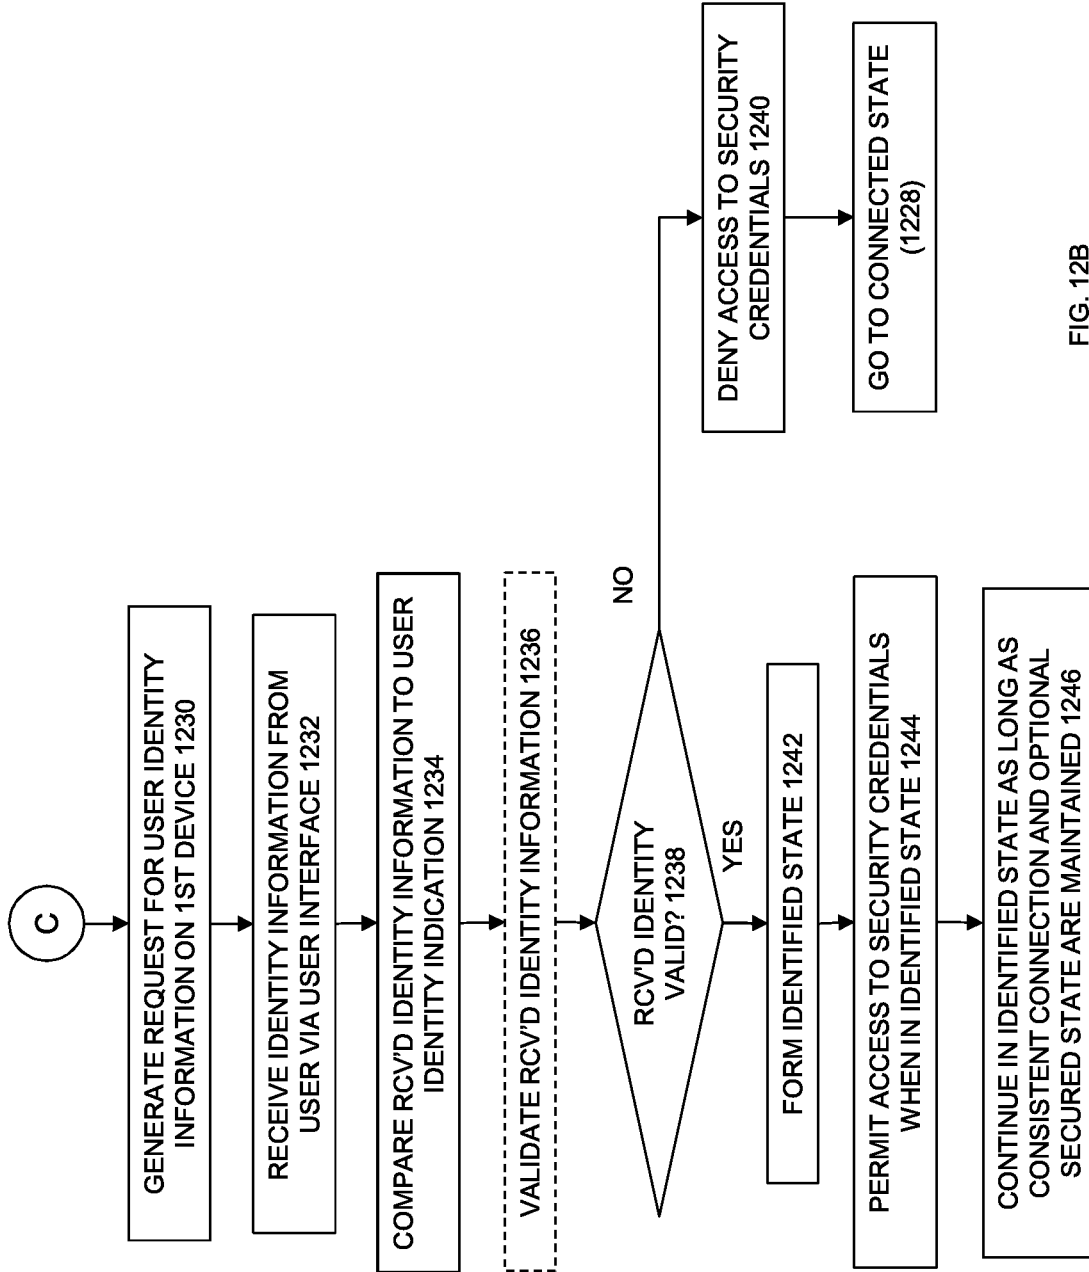 C
GENERATE REQUEST FOR USER IDENTITY
INFORMATION ON 1ST DEVICE 1230
RECEIVE IDENTITY INFORMATION FROM
USER VIA USER INTERFACE 1232
COMPARE RCV'D IDENTITY INFORMATION TO USER
IDENTITY INDICATION 1234
VALIDATE RCV'D IDENTITY INFORMATION 1236
RCV'D IDENTITY
VALID? 1238
NO
YES
DENY ACCESS TO SECURITY
CREDENTIALS 1240
GO TO CONNECTED STATE
(1228)
FORM IDENTIFIED STATE 1242
PERMIT ACCESS TO SECURITY CREDENTIALS
WHEN IN IDENTIFIED STATE 1244
CONTINUE IN IDENTIFIED STATE AS LONG AS
CONSISTENT CONNECTION AND OPTIONAL
SECURED STATE ARE MAINTAINED 1246
FIG. 12B